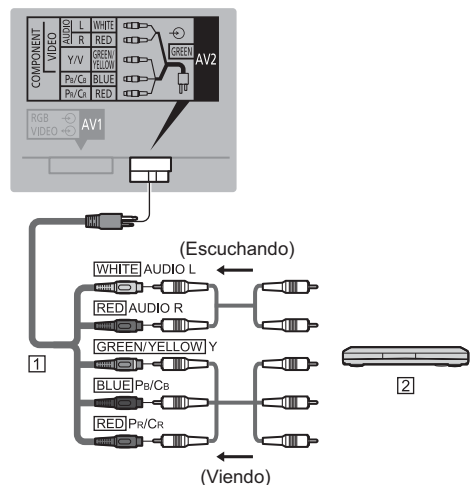 COMPONENT
VIDEO
AUDIO
L WHITE
R RED
Y/V GREEN/YELLOW
PB/CB BLUE
PR/CR RED
GREEN
AV2
RGB
VIDEO
AV1
(Escuchando)
WHITE AUDIO L
RED AUDIO R
GREEN/YELLOW Y
BLUE PB/CB
RED PR/CR
1
2
(Viendo)